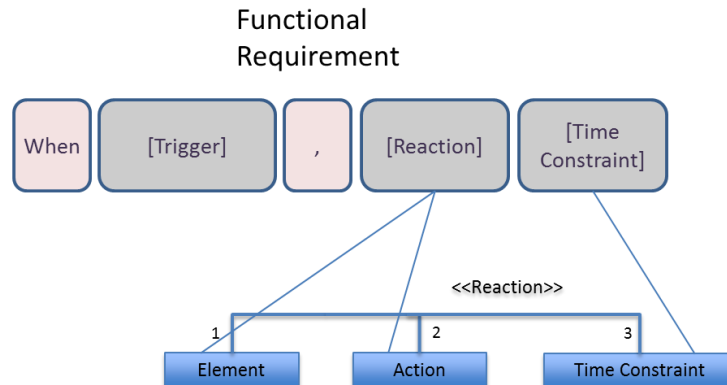 Functional
Requirement
When
[Trigger]
,
[Reaction]
[Time
Constraint]
<<Reaction>>
1
2
3
Element
Action
Time Constraint